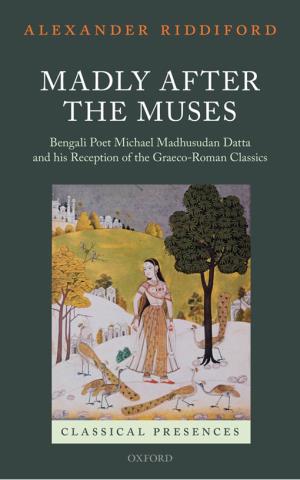 ALEXANDER RIDDIFORD
MADLY AFTER
THE MUSES
Bengali Poet Michael Madhusudan Datta
and his Reception of the Graeco-Roman Classics
CLASSICAL PRESENCES
OXFORD